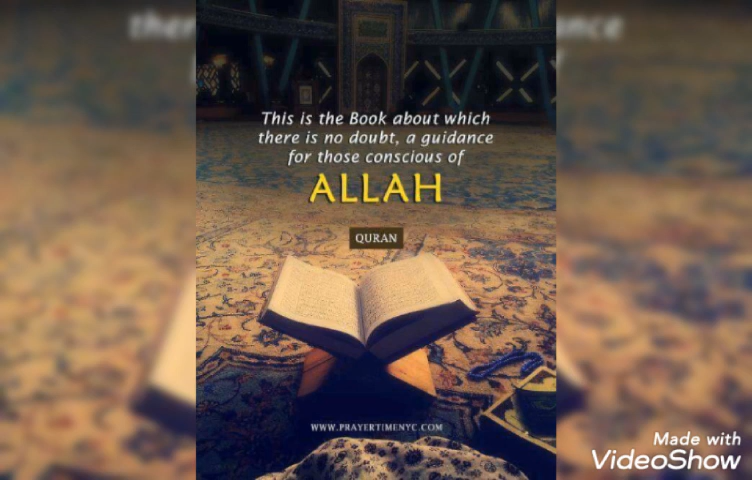 This is the Book about which
there is no doubt, a guidance
for those conscious of
ALLAH
QURAN
WWW.PRAYERTIMENYC.COM
Made with
VideoShow